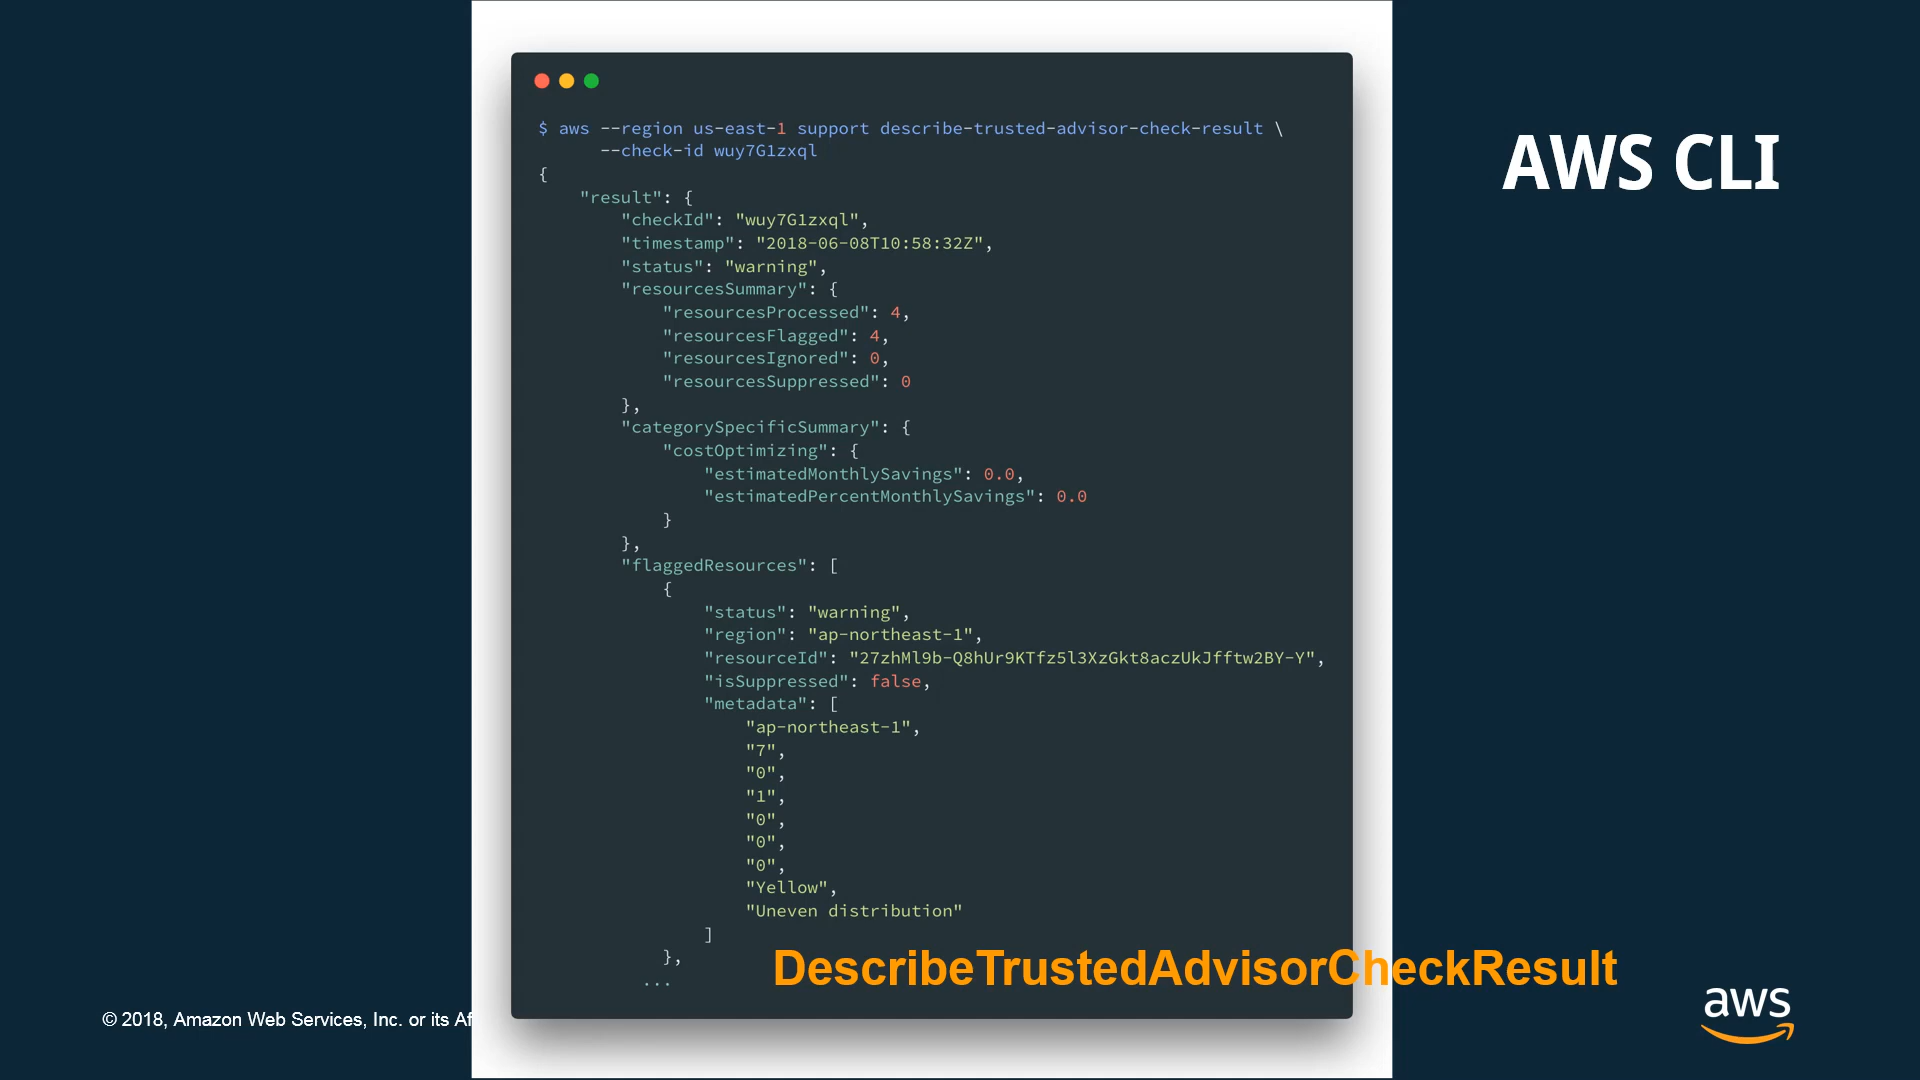 AWS CLI
$ aws --region us-east-1 support describe-trusted-advisor-check-result \
--check-id wuy7G1zxql
{
"result": {
"checkId": "wuy7G1zxql",
"timestamp": "2018-06-08T10:58:32Z",
"status": "warning",
"resourcesSummary": {
"resourcesProcessed": 4,
"resourcesFlagged": 4,
"resourcesIgnored": 0,
"resourcesSuppressed": 0
},
"categorySpecificSummary": {
"costOptimizing": {
"estimatedMonthlySavings": 0.0,
"estimatedPercentMonthlySavings": 0.0
}
},
"flaggedResources": [
{
"status": "warning",
"region": "ap-northeast-1",
"resourceId": "27zhMl9b-Q8hUr9KTfz5l3XzGkt8aczUkJfftw2BY-Y",
"isSuppressed": false,
"metadata": [
"ap-northeast-1",
"7",
"0",
"1",
"0",
"0",
"0",
"Yellow",
"Uneven distribution"
]
},
...
DescribeTrustedAdvisorCheckResult
© 2018, Amazon Web Services, Inc. or its Af
aws